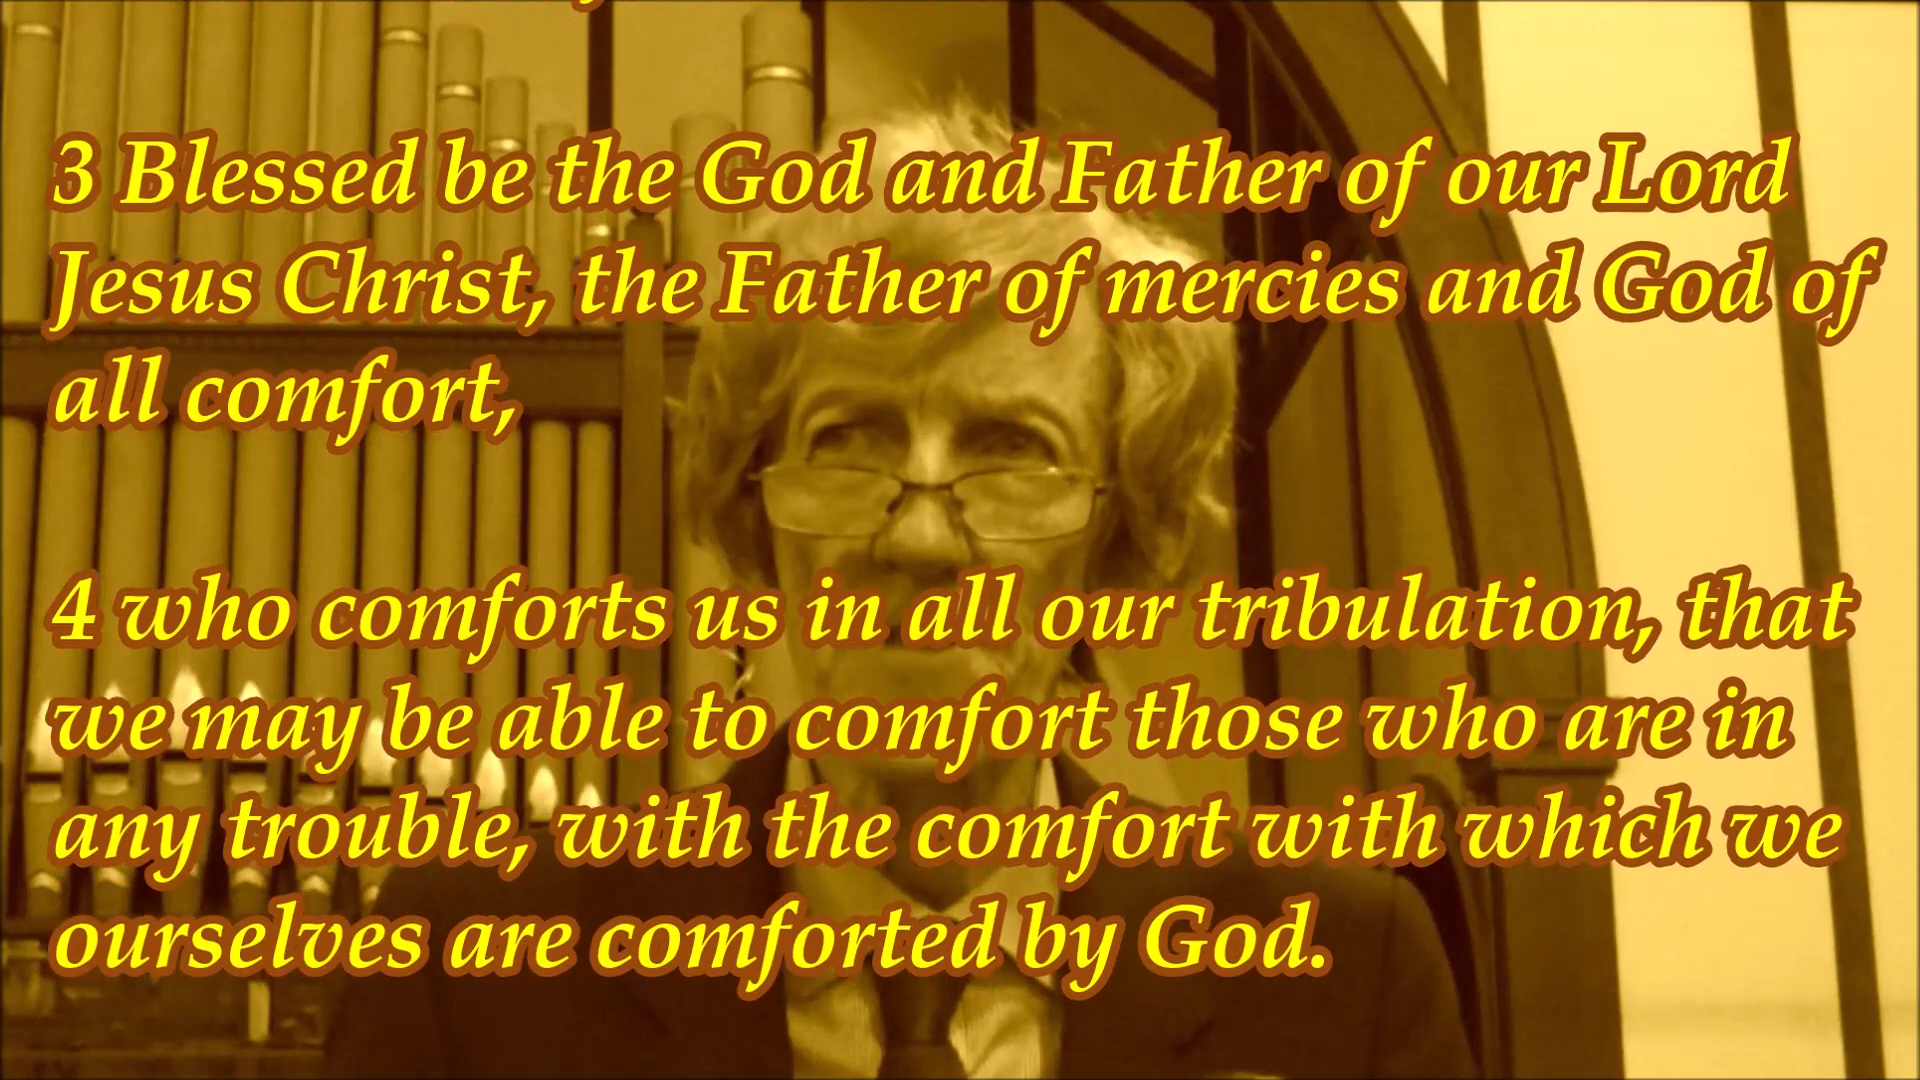 3 Blessed be the God and Father of our Lord
Jesus Christ, the Father of mercies and God of
all comfort,
4 who comforts us in all our tribulation, that
we may be able to comfort those who are in
any trouble, with the comfort with which we
ourselves are comforted by God.